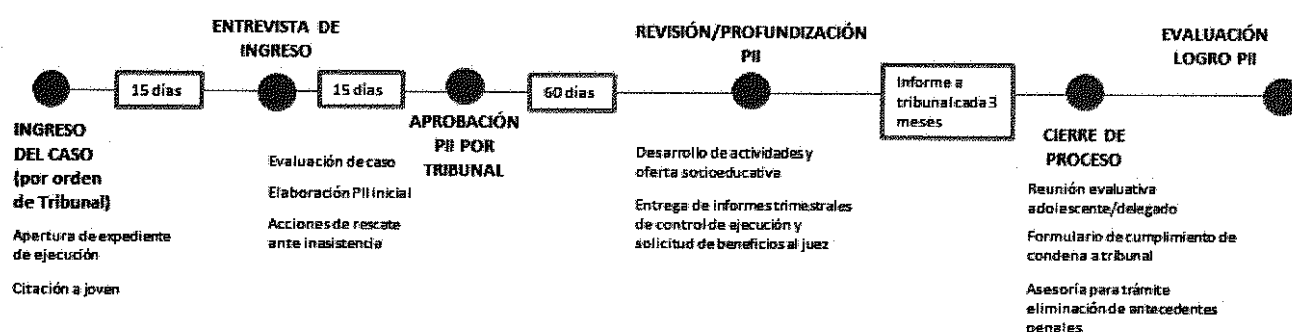 INGRESO
DEL CASO
(por orden
de Tribunal)
Apertura de expediente
de ejecución
Citación a joven
15 días
ENTREVISTA DE
INGRESO
Evaluación de caso
Elaboración PII inicial
Acciones de rescate
ante inasistencia
15 días
APROBACIÓN
PII POR
TRIBUNAL
60 días
REVISIÓN/PROFUNDIZACIÓN
PII
Desarrollo de actividades y
oferta socioeducativa
Entrega de informes trimestrales
de control de ejecución y
solicitud de beneficios al juez
Informe a
tribunal cada 3
meses
CIERRE DE
PROCESO
Reunión evaluativa
adolescente/delegado
Formulario de cumplimiento de
condena a tribunal
Asesoría para trámite
eliminación de antecedentes
penales
EVALUACIÓN
LOGRO PII